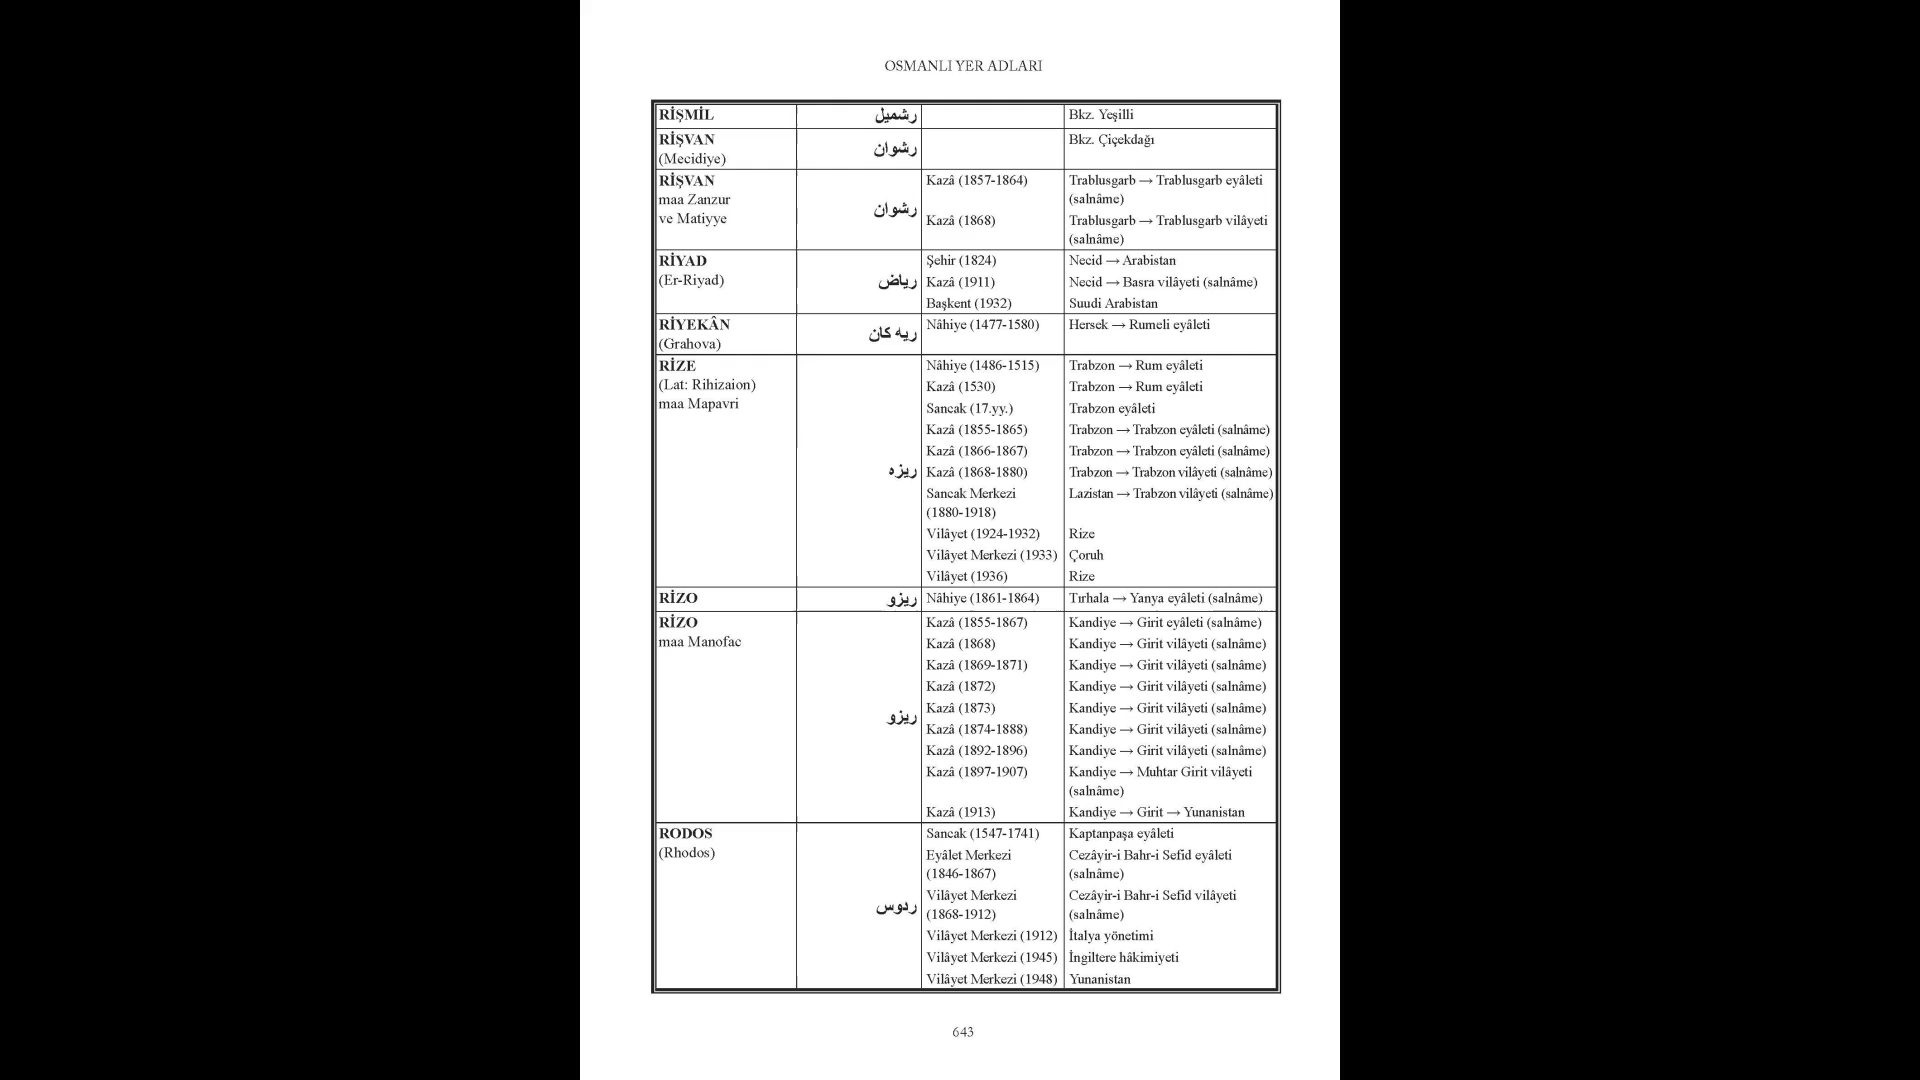 OSMANLI YER ADLARI
RİŞMİL رشميل Bkz. Yeşilli
RİŞVAN رشوان Bkz. Çiçekdağı
(Mecidiye)
RİŞVAN رشوان Kazâ (1857-1864) Trablusgarb → Trablusgarb eyâleti
maa Zanzur (salnâme)
ve Matiyye Kazâ (1868) Trablusgarb → Trablusgarb vilâyeti
(salnâme)
RİYAD رياض Şehir (1824) Necid → Arabistan
(Er-Riyad) Kazâ (1911) Necid → Basra vilâyeti (salnâme)
Başkent (1932) Suudi Arabistan
RİYEKÂN ريه كان Nâhiye (1477-1580) Hersek → Rumeli eyâleti
(Grahova)
RİZE ريزه Nâhiye (1486-1515) Trabzon → Rum eyâleti
(Lat: Rihizaion) Kazâ (1530) Trabzon → Rum eyâleti
maa Mapavri Sancak (17.yy.) Trabzon eyâleti
Kazâ (1855-1865) Trabzon → Trabzon eyâleti (salnâme)
Kazâ (1866-1867) Trabzon → Trabzon eyâleti (salnâme)
Kazâ (1868-1880) Trabzon → Trabzon vilâyeti (salnâme)
Sancak Merkezi Lazistan → Trabzon vilâyeti (salnâme)
(1880-1918)
Vilâyet (1924-1932) Rize
Vilâyet Merkezi (1933) Çoruh
Vilâyet (1936) Rize
RİZO ريزو Nâhiye (1861-1864) Tırhala → Yanya eyâleti (salnâme)
RİZO ريزو Kazâ (1855-1867) Kandiye → Girit eyâleti (salnâme)
maa Manofac Kazâ (1868) Kandiye → Girit vilâyeti (salnâme)
Kazâ (1869-1871) Kandiye → Girit vilâyeti (salnâme)
Kazâ (1872) Kandiye → Girit vilâyeti (salnâme)
Kazâ (1873) Kandiye → Girit vilâyeti (salnâme)
Kazâ (1874-1888) Kandiye → Girit vilâyeti (salnâme)
Kazâ (1892-1896) Kandiye → Girit vilâyeti (salnâme)
Kazâ (1897-1907) Kandiye → Muhtar Girit vilâyeti
(salnâme)
Kazâ (1913) Kandiye → Girit → Yunanistan
RODOS ردوس Sancak (1547-1741) Kaptanpaşa eyâleti
(Rhodos) Eyâlet Merkezi Cezâyir-i Bahr-i Sefîd eyâleti
(1846-1867) (salnâme)
Vilâyet Merkezi Cezâyir-i Bahr-i Sefîd vilâyeti
(1868-1912) (salnâme)
Vilâyet Merkezi (1912) İtalya yönetimi
Vilâyet Merkezi (1945) İngiltere hâkimiyeti
Vilâyet Merkezi (1948) Yunanistan
643